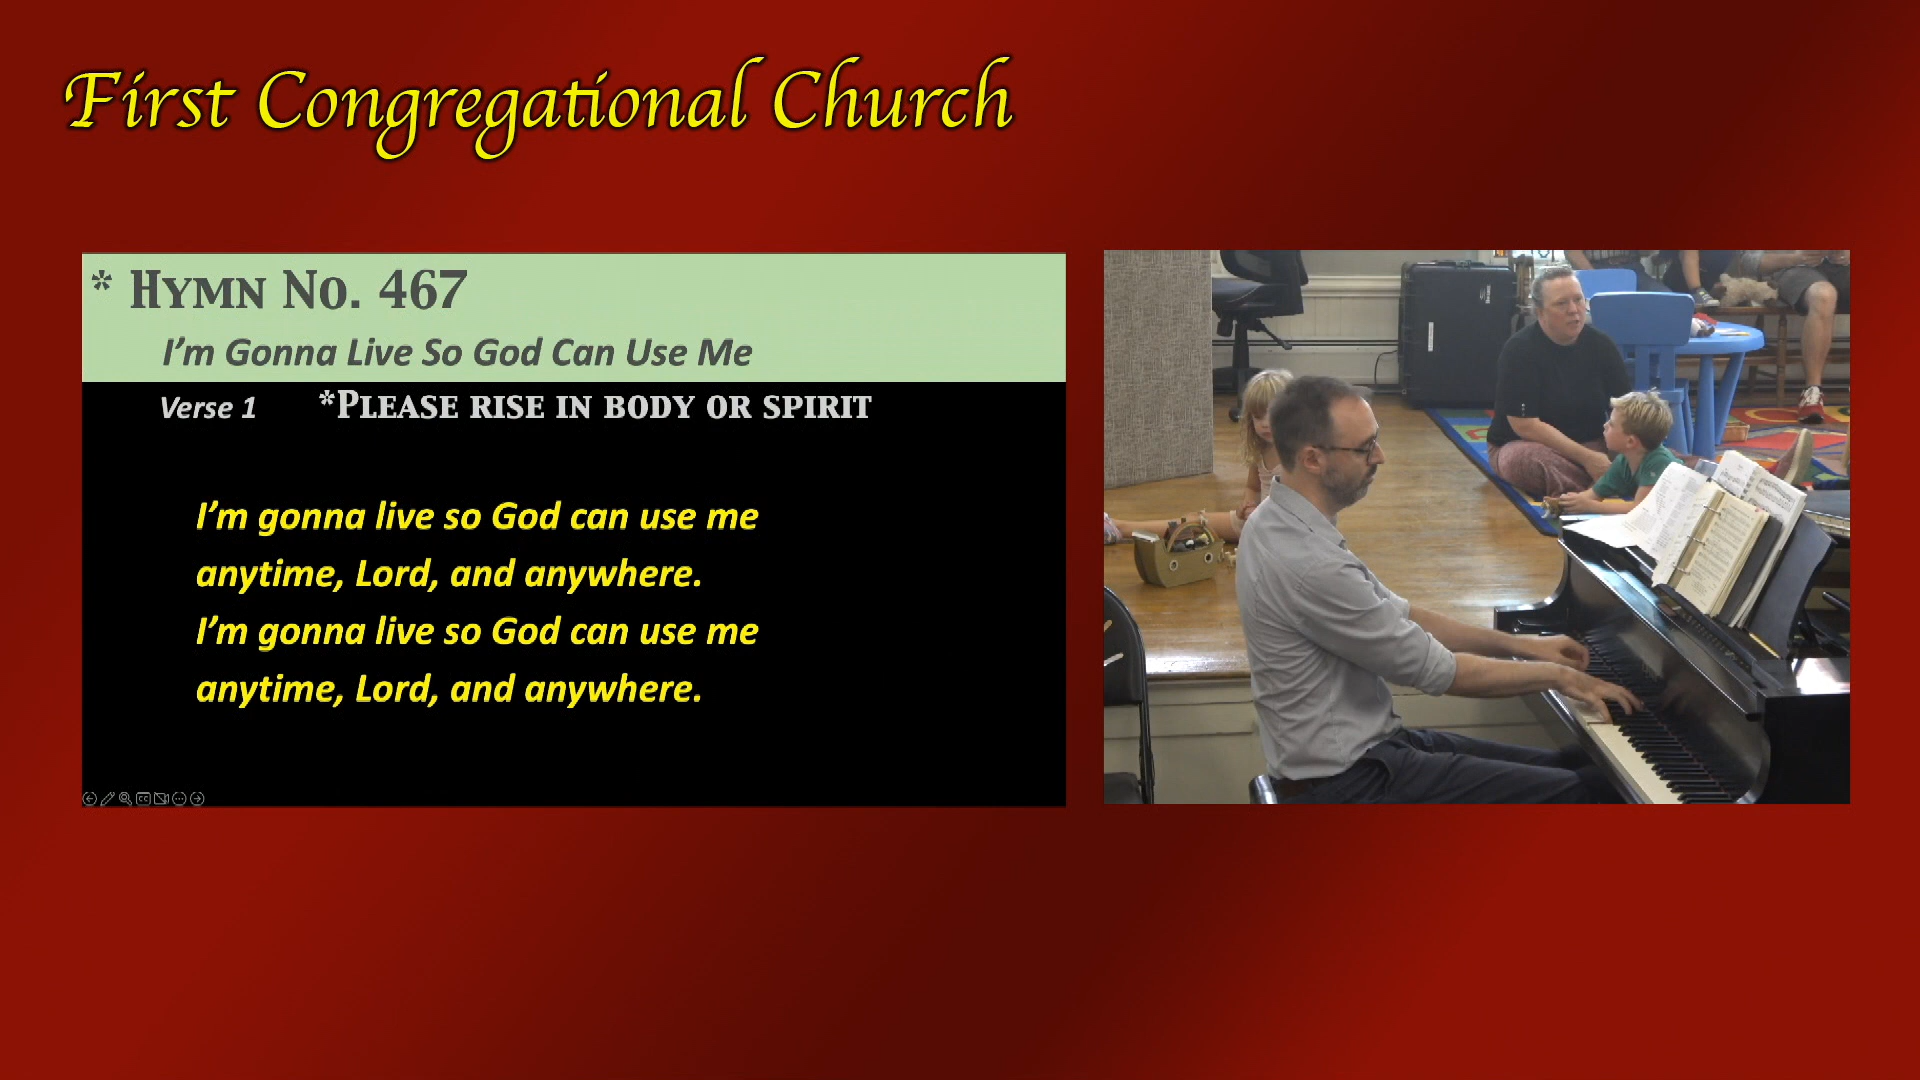 First Congregational Church
* Hymn No. 467
I’m Gonna Live So God Can Use Me
Verse 1 *Please rise in body or spirit
I’m gonna live so God can use me
anytime, Lord, and anywhere.
I’m gonna live so God can use me
anytime, Lord, and anywhere.